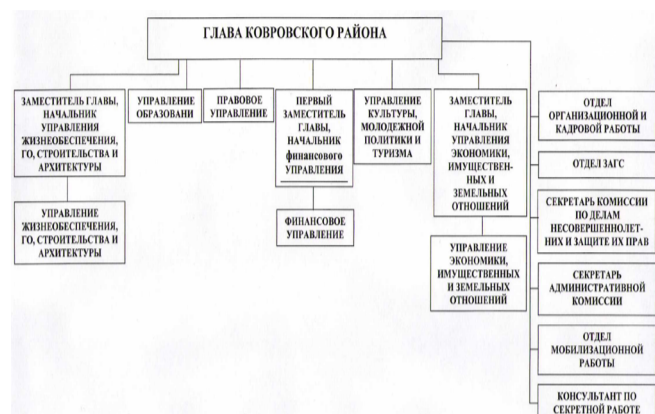 ГЛАВА КОВРОВСКОГО РАЙОНА
ЗАМЕСТИТЕЛЬ ГЛАВЫ,
НАЧАЛЬНИК
УПРАВЛЕНИЯ
ЖИЗНЕОБЕСПЕЧЕНИЯ,
ГО, СТРОИТЕЛЬСТВА И
АРХИТЕКТУРЫ
УПРАВЛЕНИЕ
ЖИЗНЕОБЕСПЕЧЕНИЯ,
ГО, СТРОИТЕЛЬСТВА И
АРХИТЕКТУРЫ
УПРАВЛЕНИЕ
ОБРАЗОВАНИ
ПРАВОВОЕ
УПРАВЛЕНИЕ
ПЕРВЫЙ
ЗАМЕСТИТЕЛЬ
ГЛАВЫ,
НАЧАЛЬНИК
финансового
УПРАВЛЕНИЯ
ФИНАНСОВОЕ
УПРАВЛЕНИЕ
УПРАВЛЕНИЕ
КУЛЬТУРЫ,
МОЛОДЕЖНОЙ
ПОЛИТИКИ И
ТУРИЗМА
ЗАМЕСТИТЕЛЬ
ГЛАВЫ,
НАЧАЛЬНИК
УПРАВЛЕНИЯ
ЭКОНОМИКИ,
ИМУЩЕСТВЕН-
НЫХ И
ЗЕМЕЛЬНЫХ
ОТНОШЕНИЙ
УПРАВЛЕНИЕ
ЭКОНОМИКИ,
ИМУЩЕСТВЕННЫХ
И ЗЕМЕЛЬНЫХ
ОТНОШЕНИЙ
ОТДЕЛ
ОРГАНИЗАЦИОННОЙ И
КАДРОВОЙ РАБОТЫ
ОТДЕЛ ЗАГС
СЕКРЕТАРЬ КОМИССИИ
ПО ДЕЛАМ
НЕСОВЕРШЕННОЛЕТ-
НИХ И ЗАЩИТЕ ИХ ПРАВ
СЕКРЕТАРЬ
АДМИНИСТРАТИВНОЙ
КОМИССИИ
ОТДЕЛ
МОБИЛИЗАЦИОННОЙ
РАБОТЫ
КОНСУЛЬТАНТ ПО
СЕКРЕТНОЙ РАБОТЕ